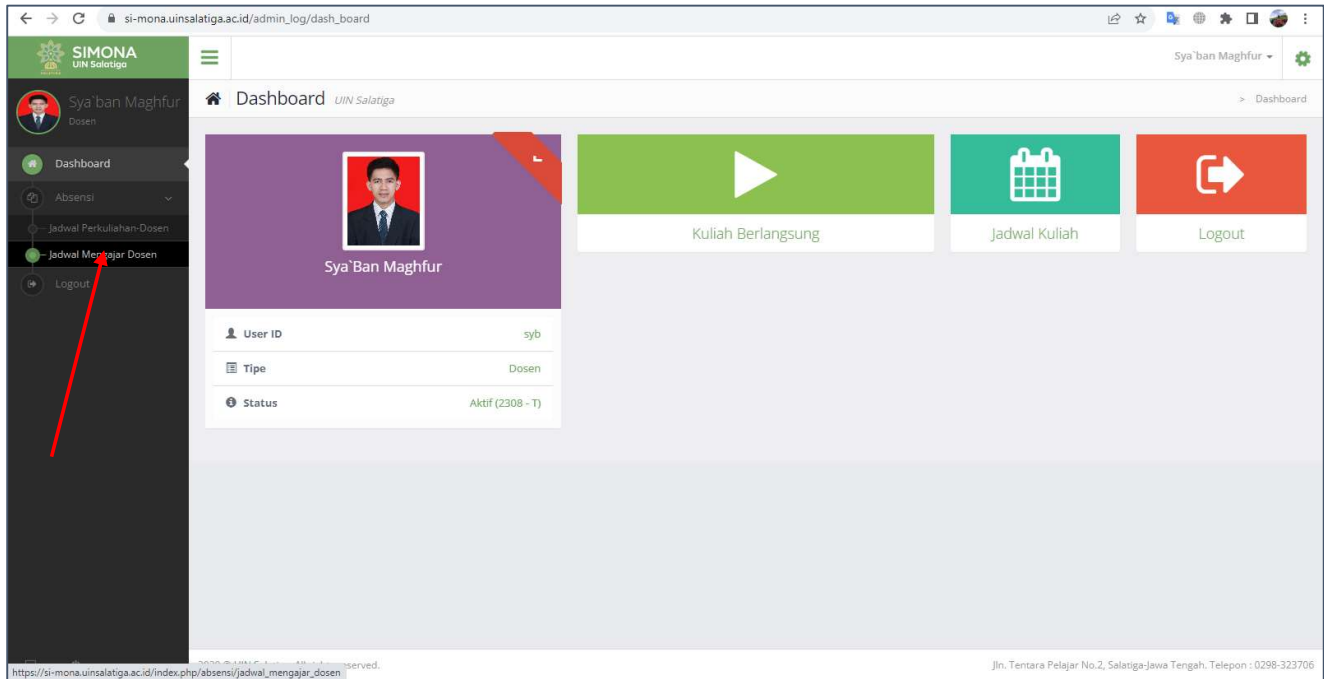 si-mona.uinsalatiga.ac.id/admin_log/dash_board
SIMONA
UIN Salatiga
Sya`ban Maghfur
Sya`ban Maghfur
Dosen
Dashboard UIN Salatiga
> Dashboard
Dashboard
Absensi
Jadwal Perkuliahan-Dosen
Jadwal Mengajar Dosen
Logout
Sya`Ban Maghfur
User ID syb
Tipe Dosen
Status Aktif (2308 - T)
Kuliah Berlangsung
Jadwal Kuliah
Logout
reserved.
Jln. Tentara Pelajar No.2, Salatiga-Jawa Tengah. Telepon : 0298-323706
https://si-mona.uinsalatiga.ac.id/index.php/absensi/jadwal_mengajar_dosen